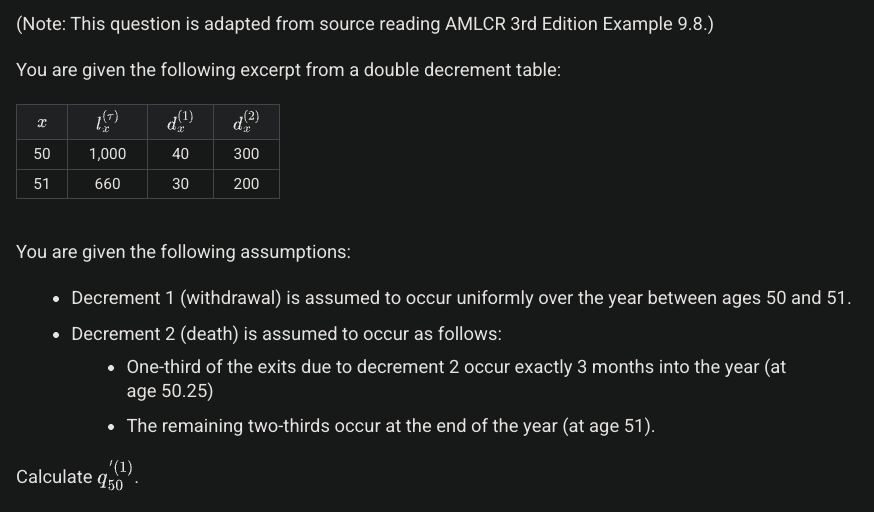 (Note: This question is adapted from source reading AMLCR 3rd Edition Example 9.8.)
You are given the following excerpt from a double decrement table:
x l_x^{(τ)} d_x^{(1)} d_x^{(2)}
50 1,000 40 300
51 660 30 200
You are given the following assumptions:
• Decrement 1 (withdrawal) is assumed to occur uniformly over the year between ages 50 and 51.
• Decrement 2 (death) is assumed to occur as follows:
• One-third of the exits due to decrement 2 occur exactly 3 months into the year (at
age 50.25)
• The remaining two-thirds occur at the end of the year (at age 51).
Calculate q_{50}^{'(1)}.